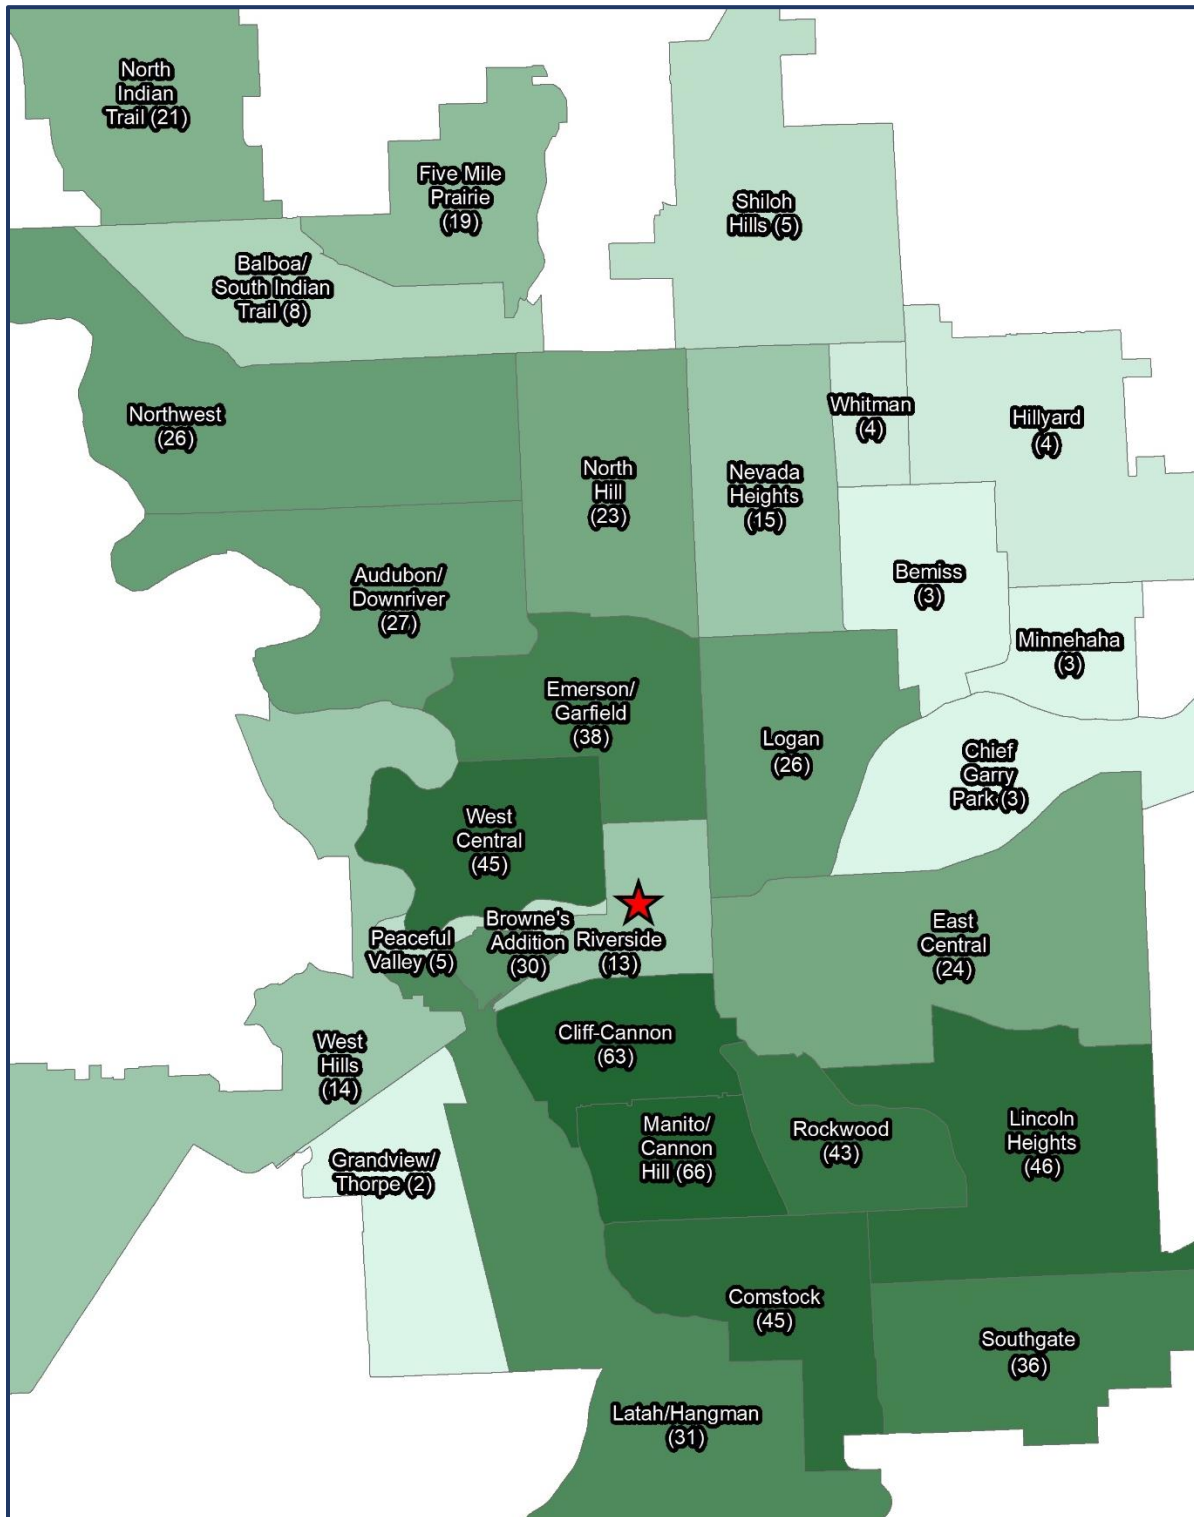 North
Indian
Trail (21)
Five Mile
Prairie
(19)
Shiloh
Hills (5)
Balboa/
South Indian
Trail (8)
Northwest
(26)
North
Hill
(23)
Nevada
Heights
(15)
Whitman
(4)
Hillyard
(4)
Audubon/
Downriver
(27)
Bemiss
(3)
Minnehaha
(3)
Emerson/
Garfield
(38)
Logan
(26)
Chief
Garry
Park (3)
West
Central
(45)
Peaceful
Valley (5)
Browne's
Addition
(30)
Riverside
(13)
East
Central
(24)
West
Hills
(14)
Cliff-Cannon
(63)
Grandview/
Thorpe (2)
Manito/
Cannon
Hill (66)
Rockwood
(43)
Lincoln
Heights
(46)
Comstock
(45)
Southgate
(36)
Latah/Hangman
(31)